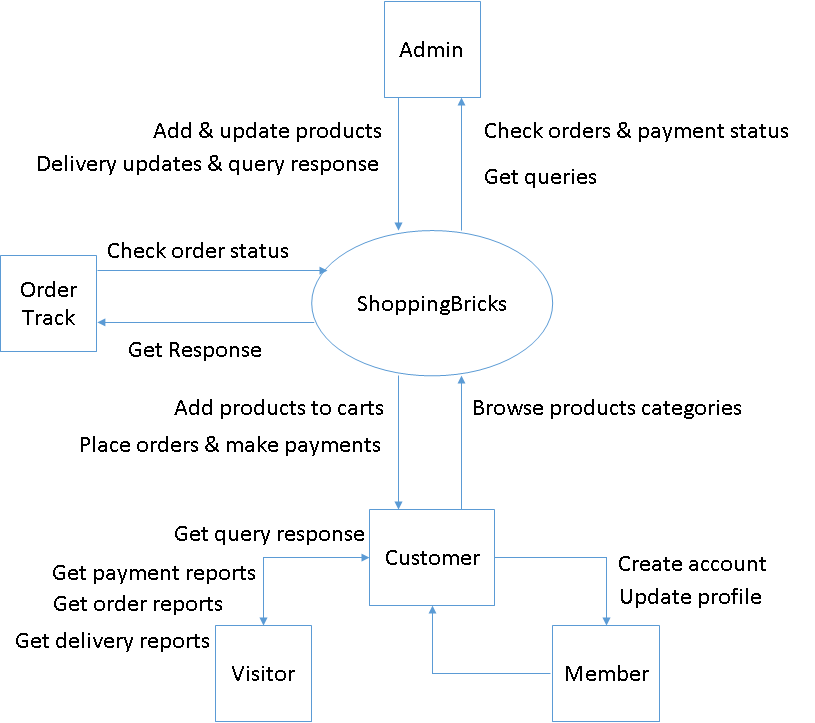 Admin
Add & update products
Check orders & payment status
Delivery updates & query response
Get queries
Check order status
Order
Track
ShoppingBricks
Get Response
Add products to carts
Browse products categories
Place orders & make payments
Get query response
Customer
Create account
Get payment reports
Update profile
Get order reports
Get delivery reports
Visitor
Member